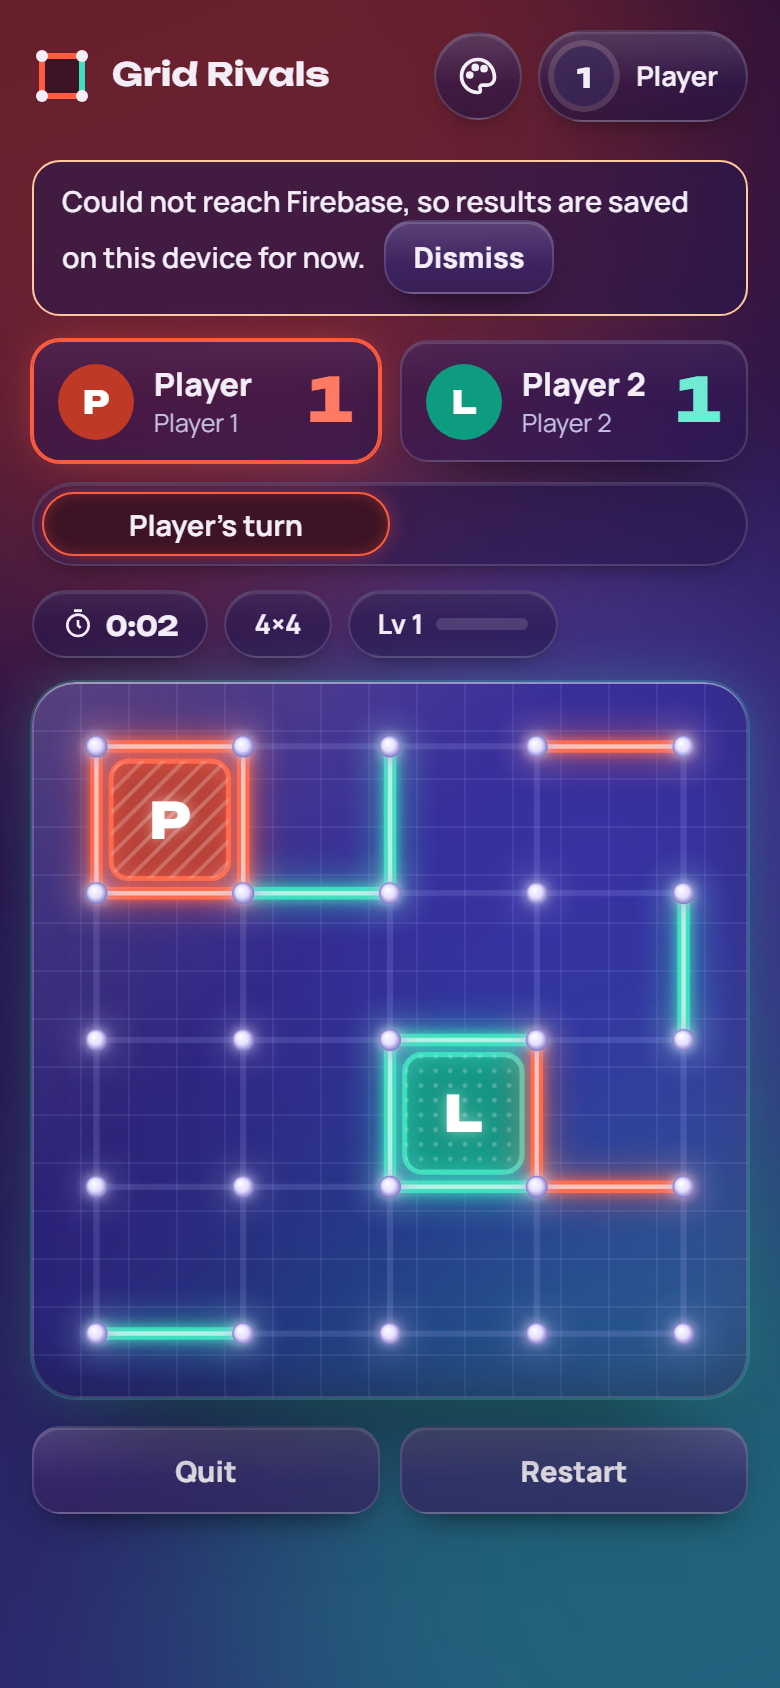 Grid Rivals
1
Player
Could not reach Firebase, so results are saved
on this device for now.
Dismiss
P
Player
Player 1
1
L
Player 2
Player 2
1
Player’s turn
0:02
4×4
Lv 1
P
L
Quit
Restart